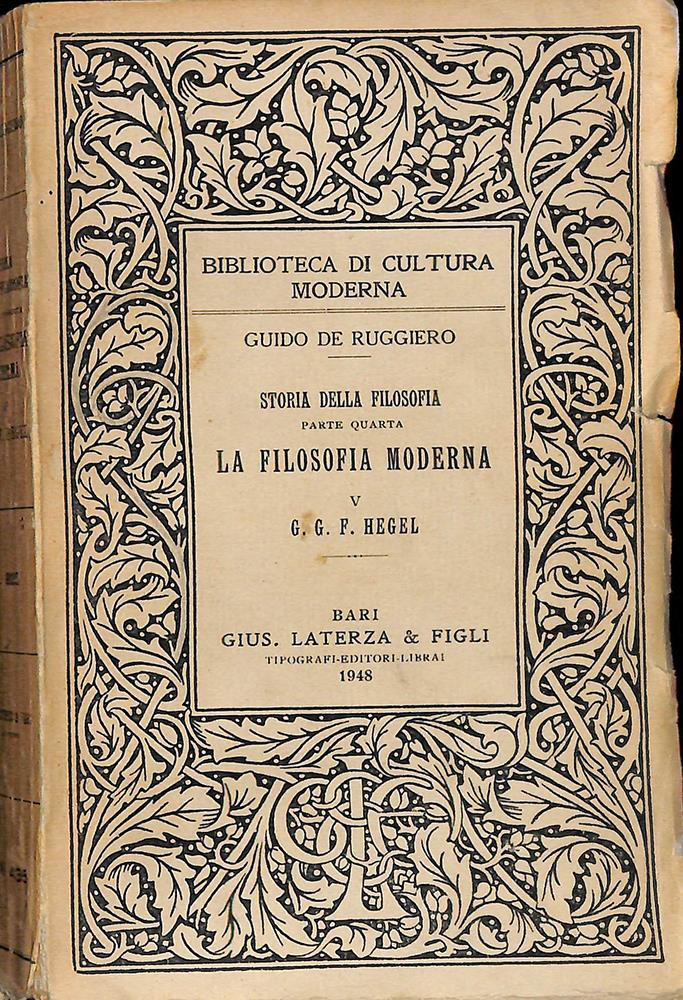 BIBLIOTECA DI CULTURA
MODERNA
GUIDO DE RUGGIERO
STORIA DELLA FILOSOFIA
PARTE QUARTA
LA FILOSOFIA MODERNA
V
G. G. F. HEGEL
BARI
GIUS. LATERZA & FIGLI
TIPOGRAFI-EDITORI-LIBRAI
1948